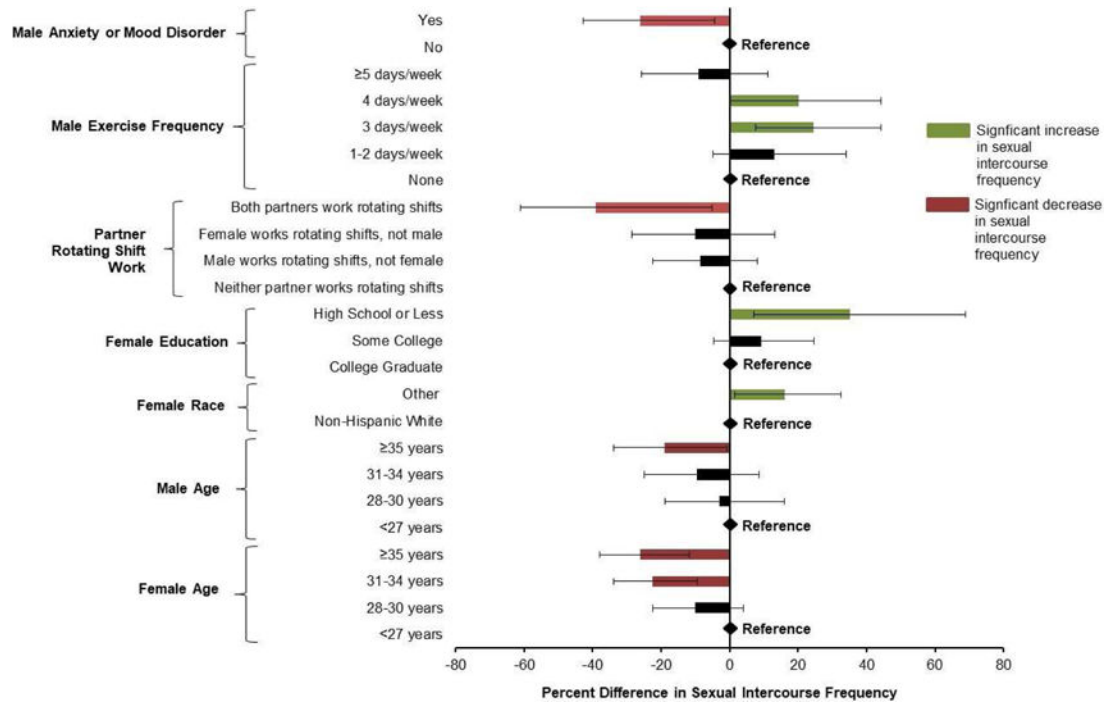 Male Anxiety or Mood Disorder
Yes
No
Reference
Male Exercise Frequency
≥5 days/week
4 days/week
3 days/week
1-2 days/week
None
Reference
Partner
Rotating Shift
Work
Both partners work rotating shifts
Female works rotating shifts, not male
Male works rotating shifts, not female
Neither partner works rotating shifts
Reference
Female Education
High School or Less
Some College
College Graduate
Reference
Female Race
Other
Non-Hispanic White
Reference
Male Age
≥35 years
31-34 years
28-30 years
<27 years
Reference
Female Age
≥35 years
31-34 years
28-30 years
<27 years
Reference
Signficant increase
in sexual
intercourse
frequency
Signficant decrease
in sexual
intercourse
frequency
-80 -60 -40 -20 0 20 40 60 80
Percent Difference in Sexual Intercourse Frequency